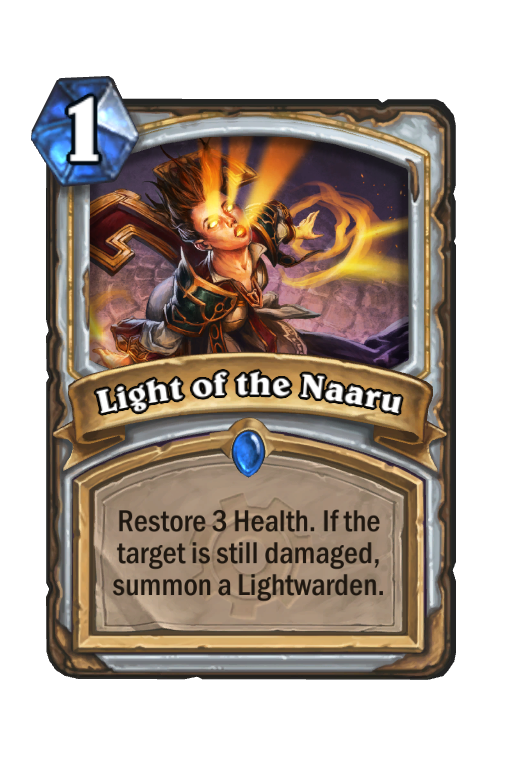 1
Light of the Naaru
Restore 3 Health. If the
target is still damaged,
summon a Lightwarden.